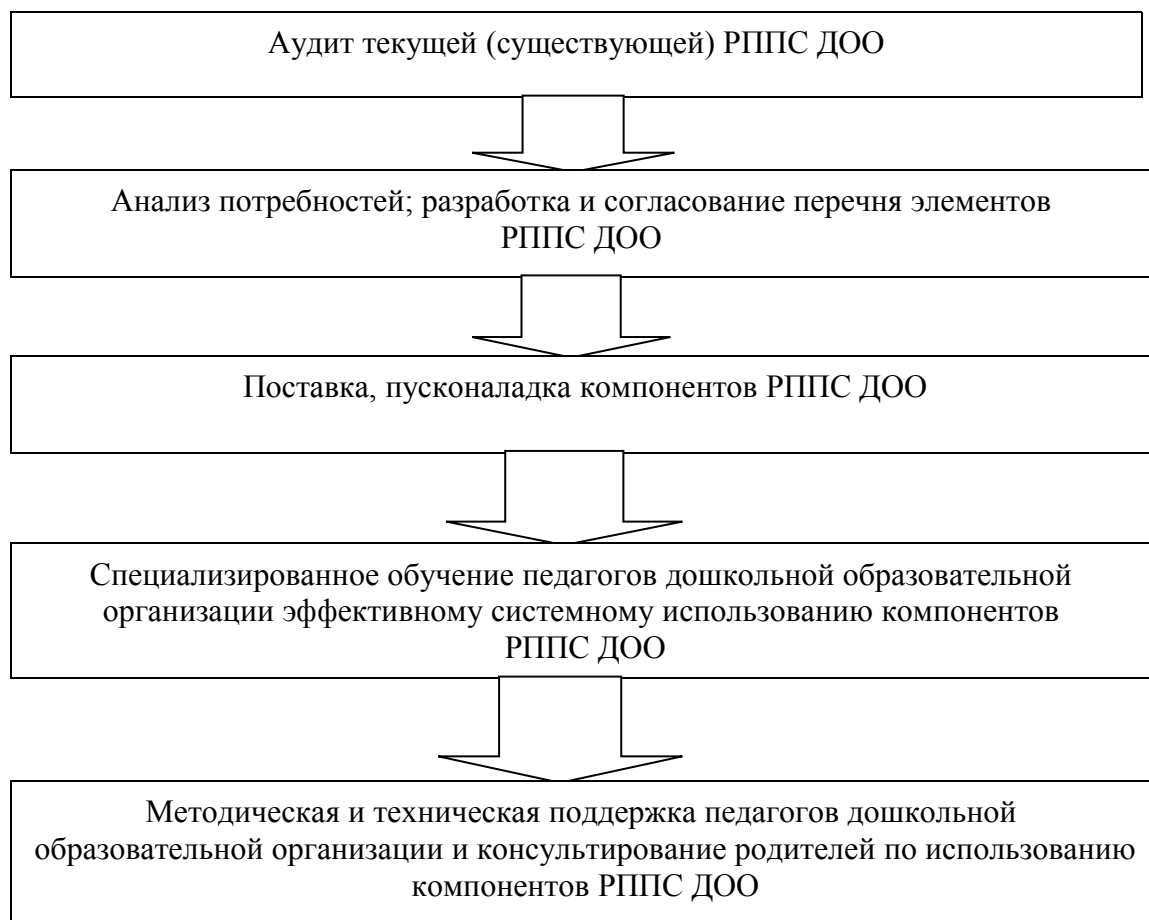 Аудит текущей (существующей) РППС ДОО
Анализ потребностей; разработка и согласование перечня элементов
РППС ДОО
Поставка, пусконаладка компонентов РППС ДОО
Специализированное обучение педагогов дошкольной образовательной
организации эффективному системному использованию компонентов
РППС ДОО
Методическая и техническая поддержка педагогов дошкольной
образовательной организации и консультирование родителей по использованию
компонентов РППС ДОО